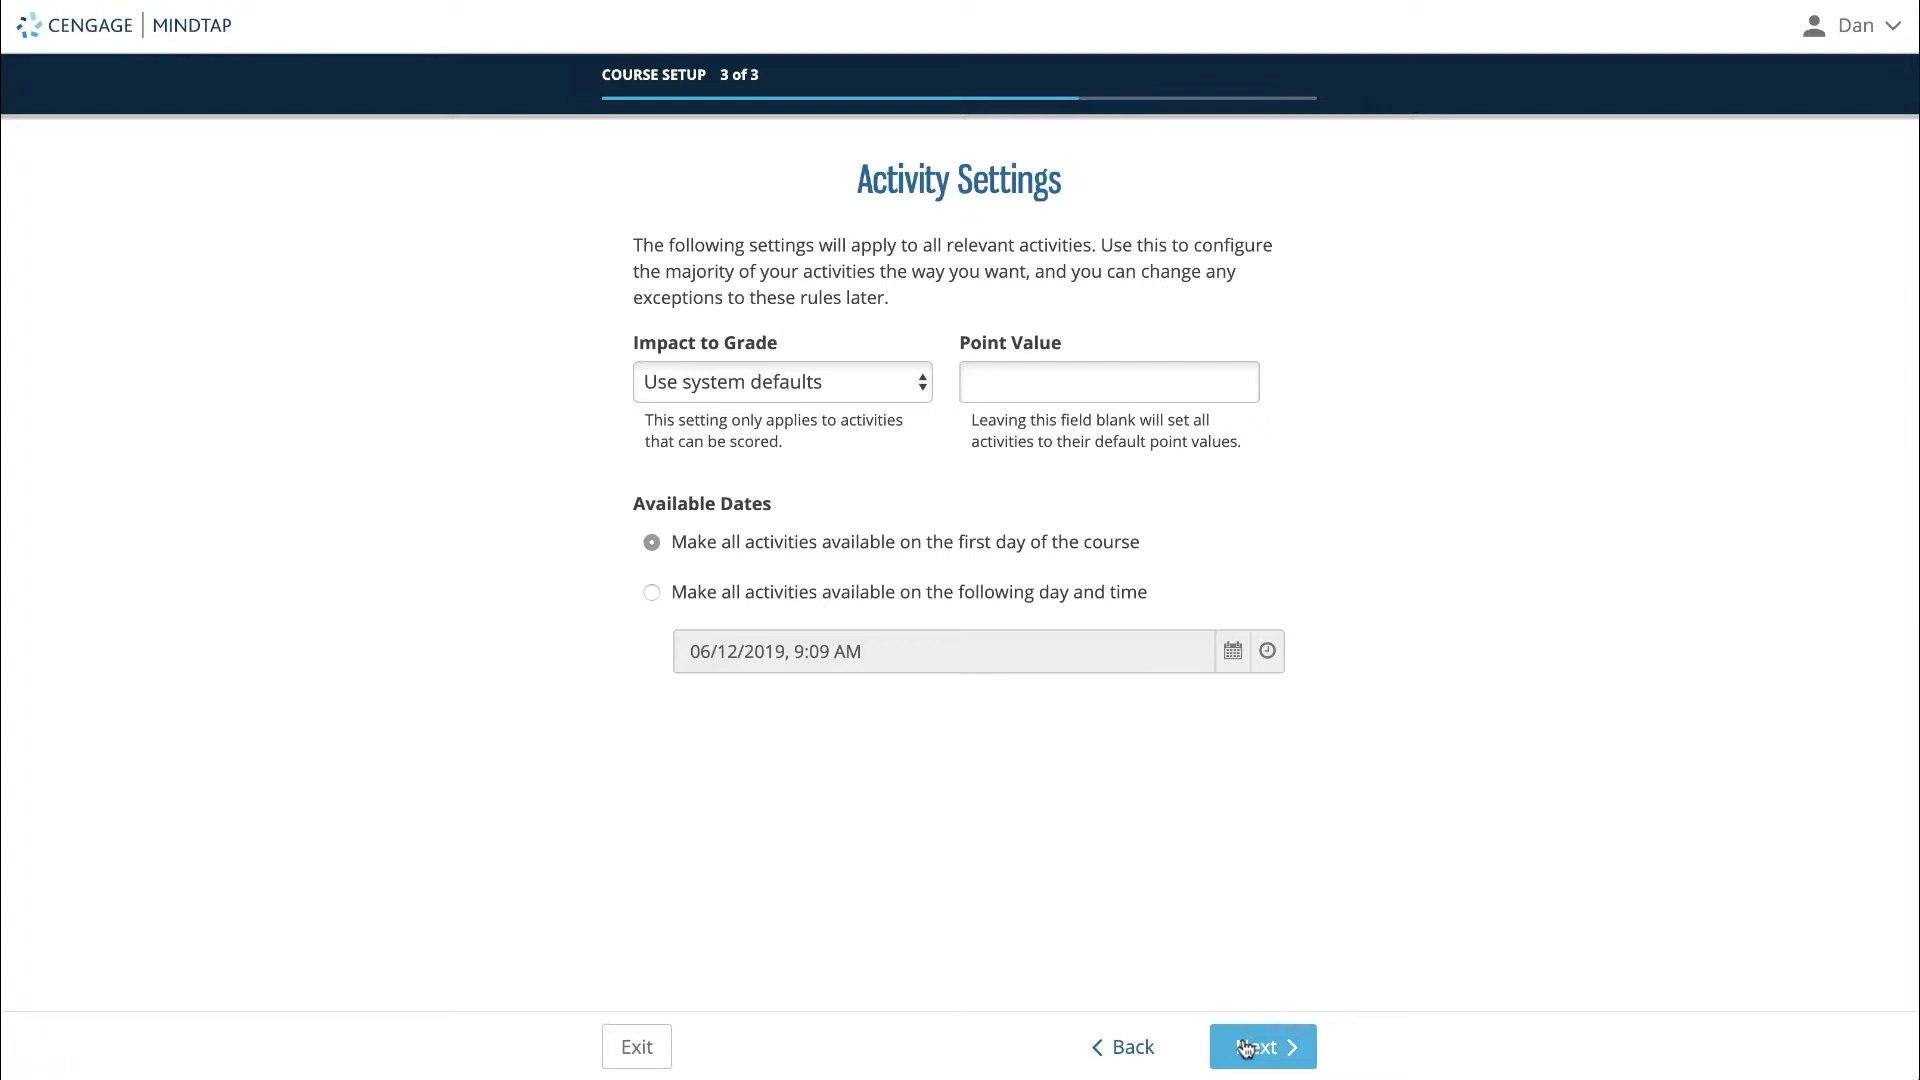 CENGAGE | MINDTAP
Dan
COURSE SETUP 3 of 3
Activity Settings
The following settings will apply to all relevant activities. Use this to configure
the majority of your activities the way you want, and you can change any
exceptions to these rules later.
Impact to Grade
Point Value
Use system defaults
This setting only applies to activities
that can be scored.
Leaving this field blank will set all
activities to their default point values.
Available Dates
Make all activities available on the first day of the course
Make all activities available on the following day and time
06/12/2019, 9:09 AM
Exit
Back
Next